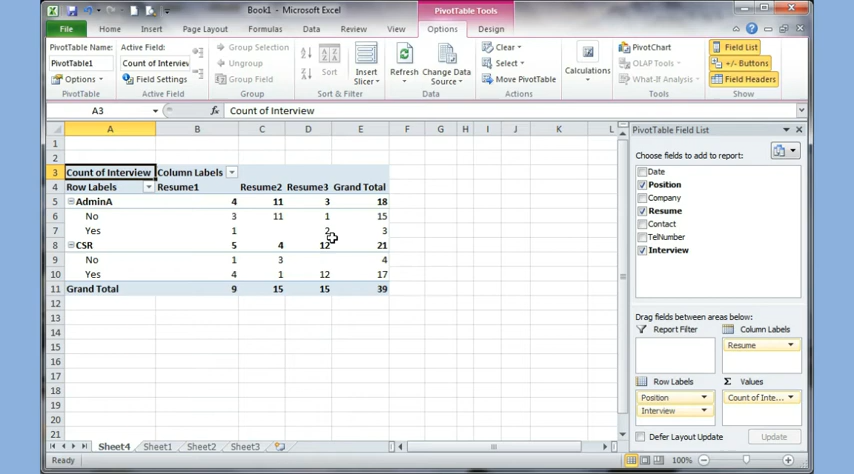 Book1 - Microsoft Excel
PivotTable Tools
File Home Insert Page Layout Formulas Data Review View Options Design
PivotTable Name: Active Field:
PivotTable1 Count of Interview
Options Field Settings
PivotTable Active Field
Group Selection
Ungroup
Group Field
Group
Sort Insert Slicer
Sort & Filter
Refresh Change Data Source
Data
Clear
Select
Move PivotTable
Actions
Calculations
PivotChart
OLAP Tools
What-If Analysis
Tools
Field List
+/- Buttons
Field Headers
Show
A3 fx Count of Interview
A B C D E F G H I J K L
1
2
3 Count of Interview Column Labels
4 Row Labels Resume1 Resume2 Resume3 Grand Total
5 AdminA 4 11 3 18
6 No 3 11 1 15
7 Yes 1 2 3
8 CSR 5 4 12 21
9 No 1 3 4
10 Yes 4 1 12 17
11 Grand Total 9 15 15 39
12
13
14
15
16
17
18
19
20
21
Sheet4 Sheet1 Sheet2 Sheet3
Ready 100%
PivotTable Field List
Choose fields to add to report:
Date
Position
Company
Resume
Contact
TelNumber
Interview
Drag fields between areas below:
Report Filter Column Labels
Resume
Row Labels Σ Values
Position Count of Inte...
Interview
Defer Layout Update Update